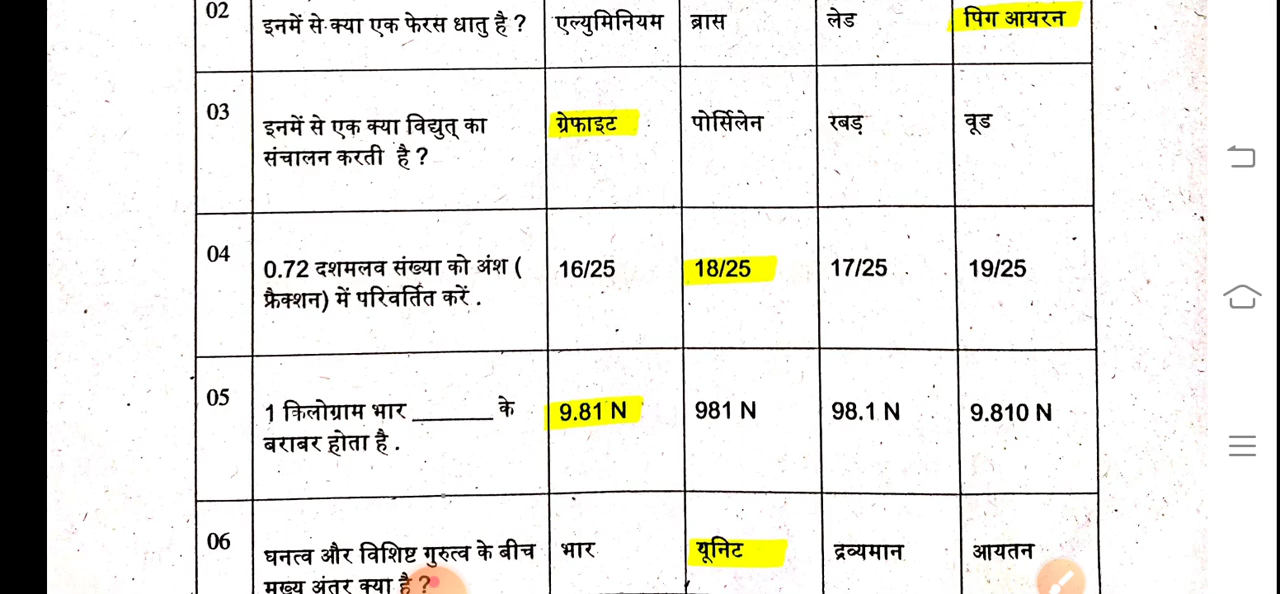 02 इनमें से क्या एक फेरस धातु है ? एल्युमिनियम ब्रास लेड पिग आयरन
03 इनमें से एक क्या विद्युत् का ग्रेफाइट पोर्सिलेन रबड़ वूड
संचालन करती है ?
04 0.72 दशमलव संख्या को अंश ( 16/25 18/25 17/25 19/25
फ्रैक्शन) में परिवर्तित करें .
05 1 किलोग्राम भार ______ के 9.81 N 981 N 98.1 N 9.810 N
बराबर होता है .
06 घनत्व और विशिष्ट गुरुत्व के बीच भार यूनिट द्रव्यमान आयतन
मुख्य अंतर क्या है ?